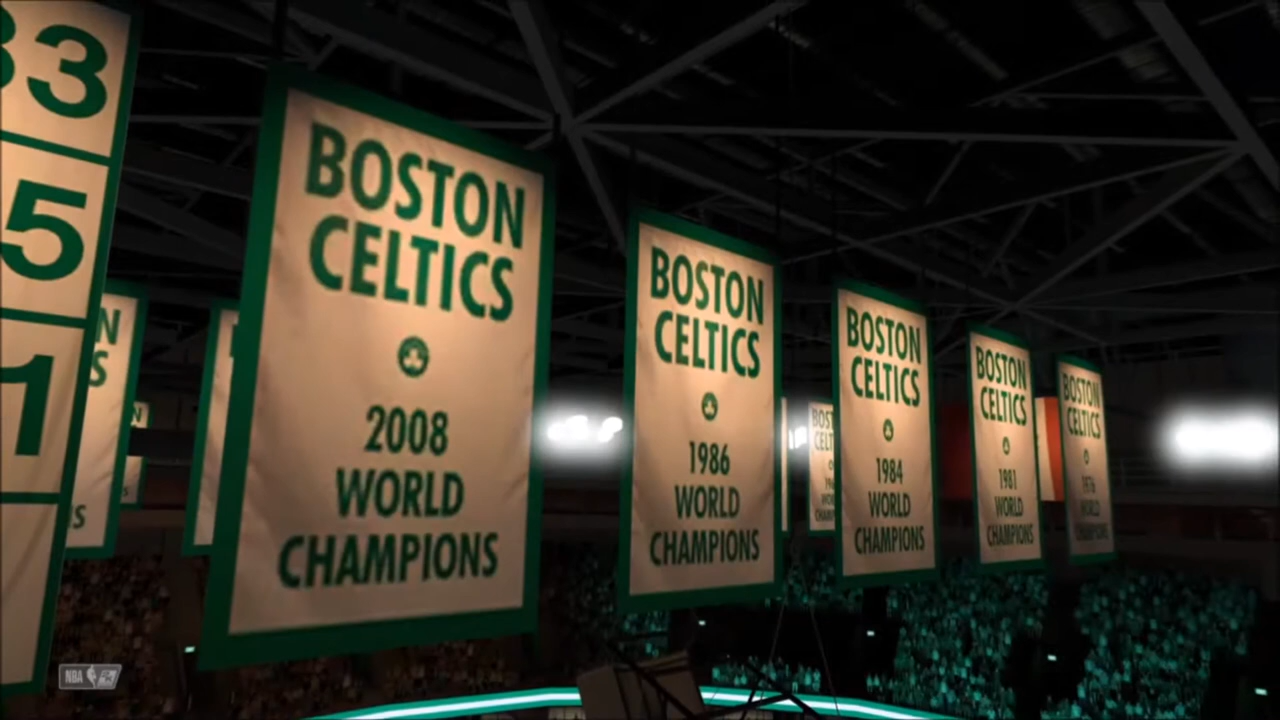 33
5
1
BOSTON
CELTICS
2008
WORLD
CHAMPIONS
BOSTON
CELTICS
1986
WORLD
CHAMPIONS
BOSTON
CELTICS
1984
WORLD
CHAMPIONS
BOSTON
CELTICS
1981
WORLD
CHAMPIONS
BOSTON
CELTICS
1976
WORLD
CHAMPIONS
NBA